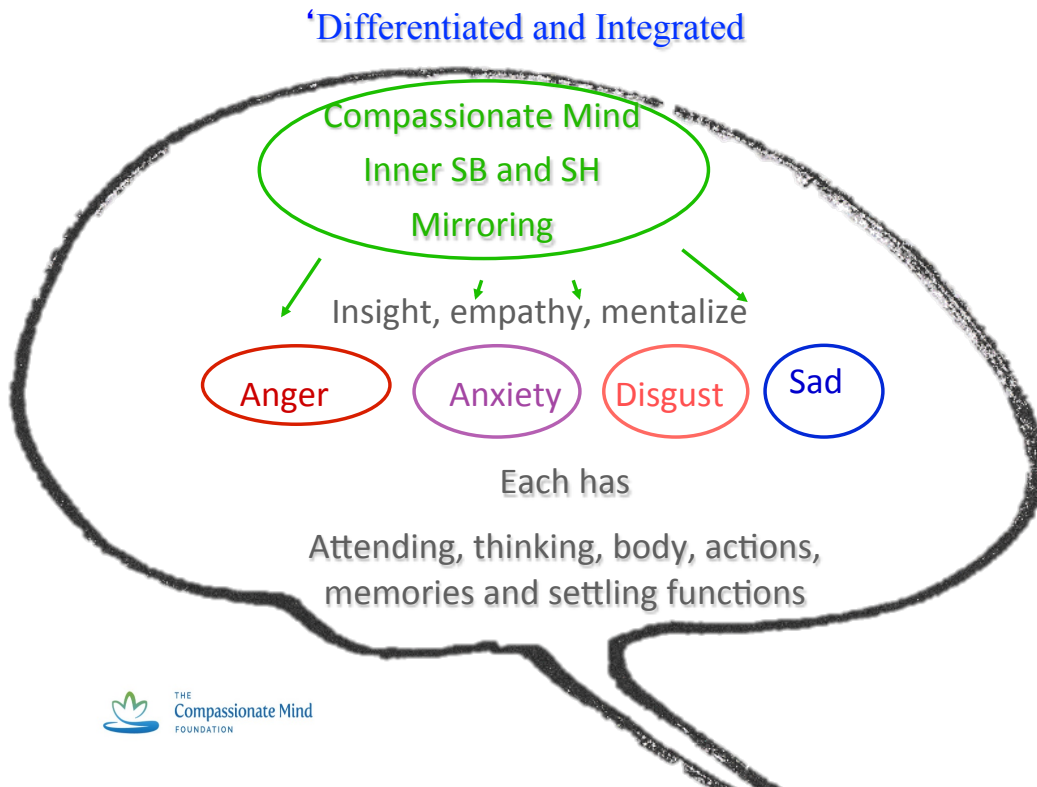 ‘Differentiated and Integrated
Compassionate Mind
Inner SB and SH
Mirroring
Insight, empathy, mentalize
Anger Anxiety Disgust Sad
Each has
Attending, thinking, body, actions,
memories and settling functions
THE
Compassionate Mind
FOUNDATION